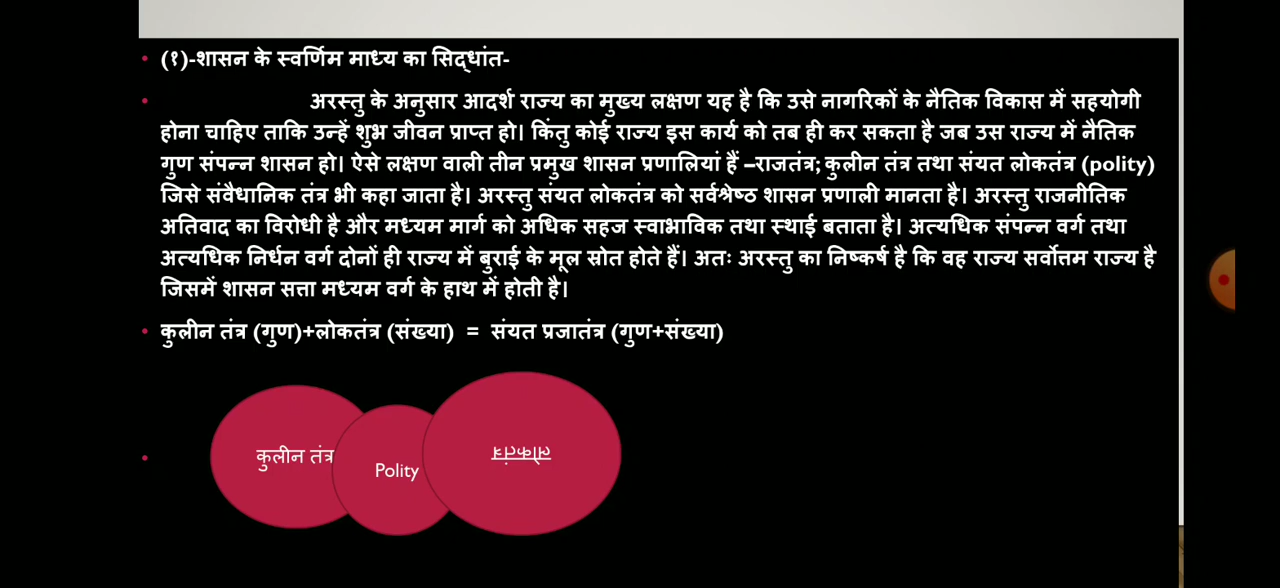 (१)-शासन के स्वर्णिम माध्य का सिद्धांत-
अरस्तु के अनुसार आदर्श राज्य का मुख्य लक्षण यह है कि उसे नागरिकों के नैतिक विकास में सहयोगी
होना चाहिए ताकि उन्हें शुभ जीवन प्राप्त हो। किंतु कोई राज्य इस कार्य को तब ही कर सकता है जब उस राज्य में नैतिक
गुण संपन्न शासन हो। ऐसे लक्षण वाली तीन प्रमुख शासन प्रणालियां हैं –राजतंत्र; कुलीन तंत्र तथा संयत लोकतंत्र (polity)
जिसे संवैधानिक तंत्र भी कहा जाता है। अरस्तु संयत लोकतंत्र को सर्वश्रेष्ठ शासन प्रणाली मानता है। अरस्तु राजनीतिक
अतिवाद का विरोधी है और मध्यम मार्ग को अधिक सहज स्वाभाविक तथा स्थाई बताता है। अत्यधिक संपन्न वर्ग तथा
अत्यधिक निर्धन वर्ग दोनों ही राज्य में बुराई के मूल स्रोत होते हैं। अतः अरस्तु का निष्कर्ष है कि वह राज्य सर्वोत्तम राज्य है
जिसमें शासन सत्ता मध्यम वर्ग के हाथ में होती है।
कुलीन तंत्र (गुण)+लोकतंत्र (संख्या) = संयत प्रजातंत्र (गुण+संख्या)
कुलीन तंत्र
Polity
लोकतंत्र